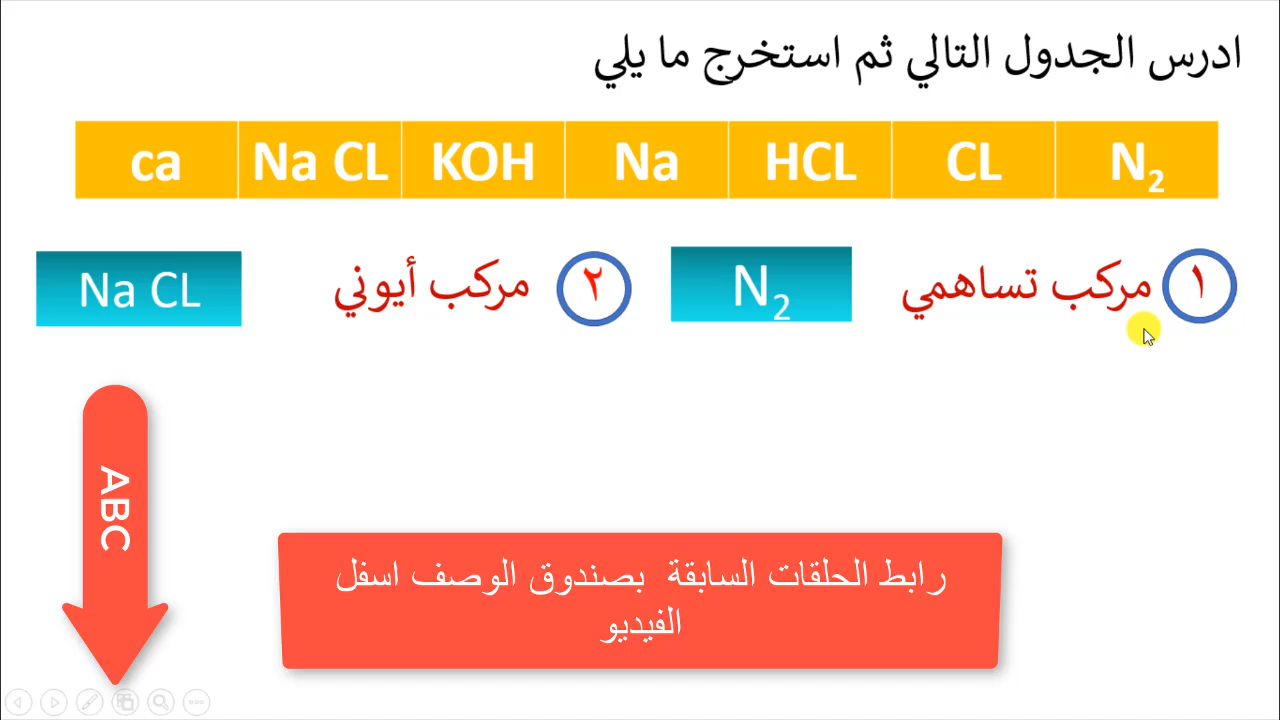 ادرس الجدول التالي ثم استخرج ما يلي
ca Na CL KOH Na HCL CL N₂
١ مركب تساهمي N₂ ٢ مركب أيوني Na CL
ABC
رابط الحلقات السابقة بصندوق الوصف اسفل
الفيديو